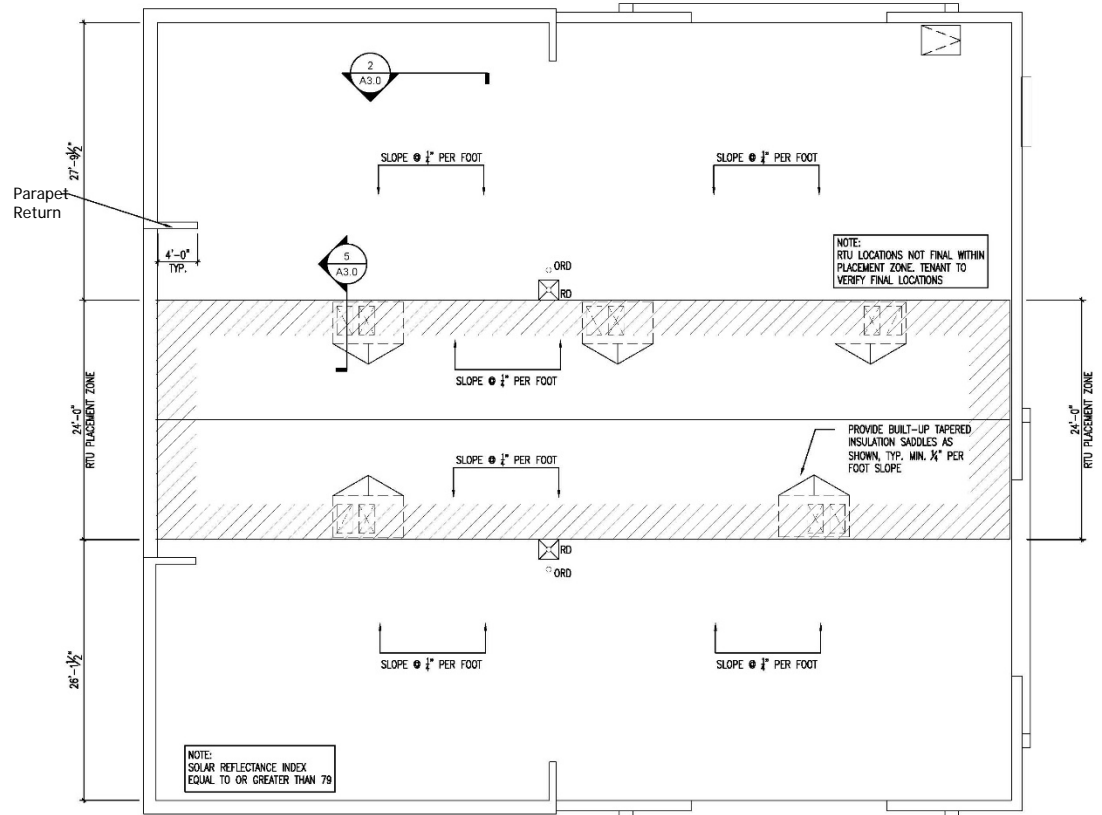 2
A3.0
SLOPE @ ¼" PER FOOT
SLOPE @ ¼" PER FOOT
27'-9½"
Parapet
Return
4'-0"
TYP.
5
A3.0
ORD
RD
NOTE:
RTU LOCATIONS NOT FINAL WITHIN
PLACEMENT ZONE. TENANT TO
VERIFY FINAL LOCATIONS
SLOPE @ ¼" PER FOOT
24'-0"
RTU PLACEMENT ZONE
24'-0"
RTU PLACEMENT ZONE
PROVIDE BUILT-UP TAPERED
INSULATION SADDLES AS
SHOWN, TYP. MIN. ¼" PER
FOOT SLOPE
SLOPE @ ¼" PER FOOT
RD
ORD
SLOPE @ ¼" PER FOOT
SLOPE @ ¼" PER FOOT
26'-1½"
NOTE:
SOLAR REFLECTANCE INDEX
EQUAL TO OR GREATER THAN 79